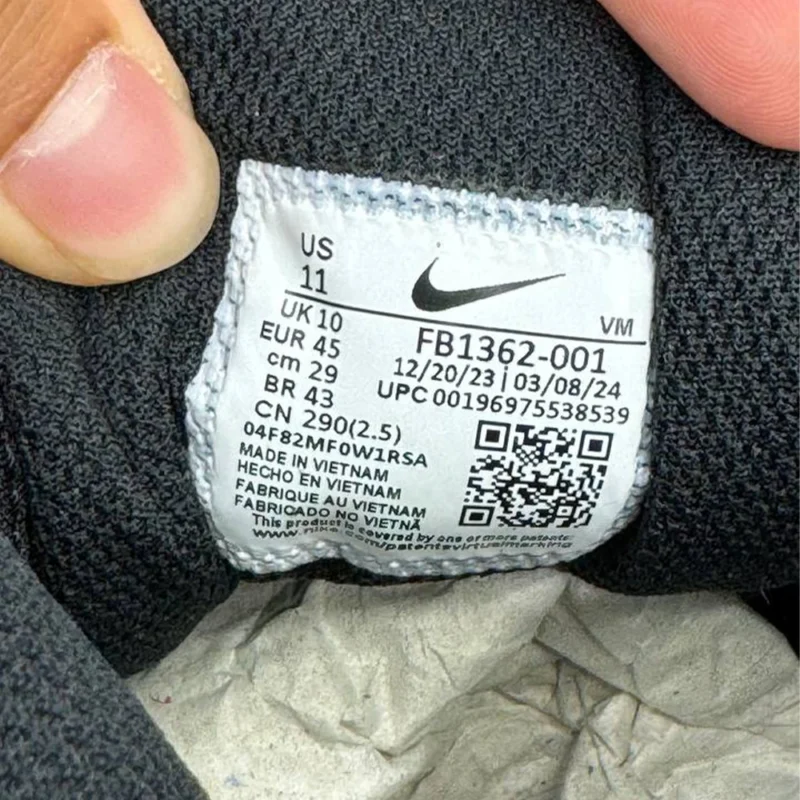 US
11
VM
UK 10
EUR 45
cm 29
BR 43
CN 290(2.5)
FB1362-001
12/20/23 | 03/08/24
UPC 00196975538539
04F82MF0W1RSA
MADE IN VIETNAM
HECHO EN VIETNAM
FABRIQUE AU VIETNAM
FABRICADO NO VIETNÃ
This product is covered by one or more patents:
www.nike.com/patentsvirtualmarking